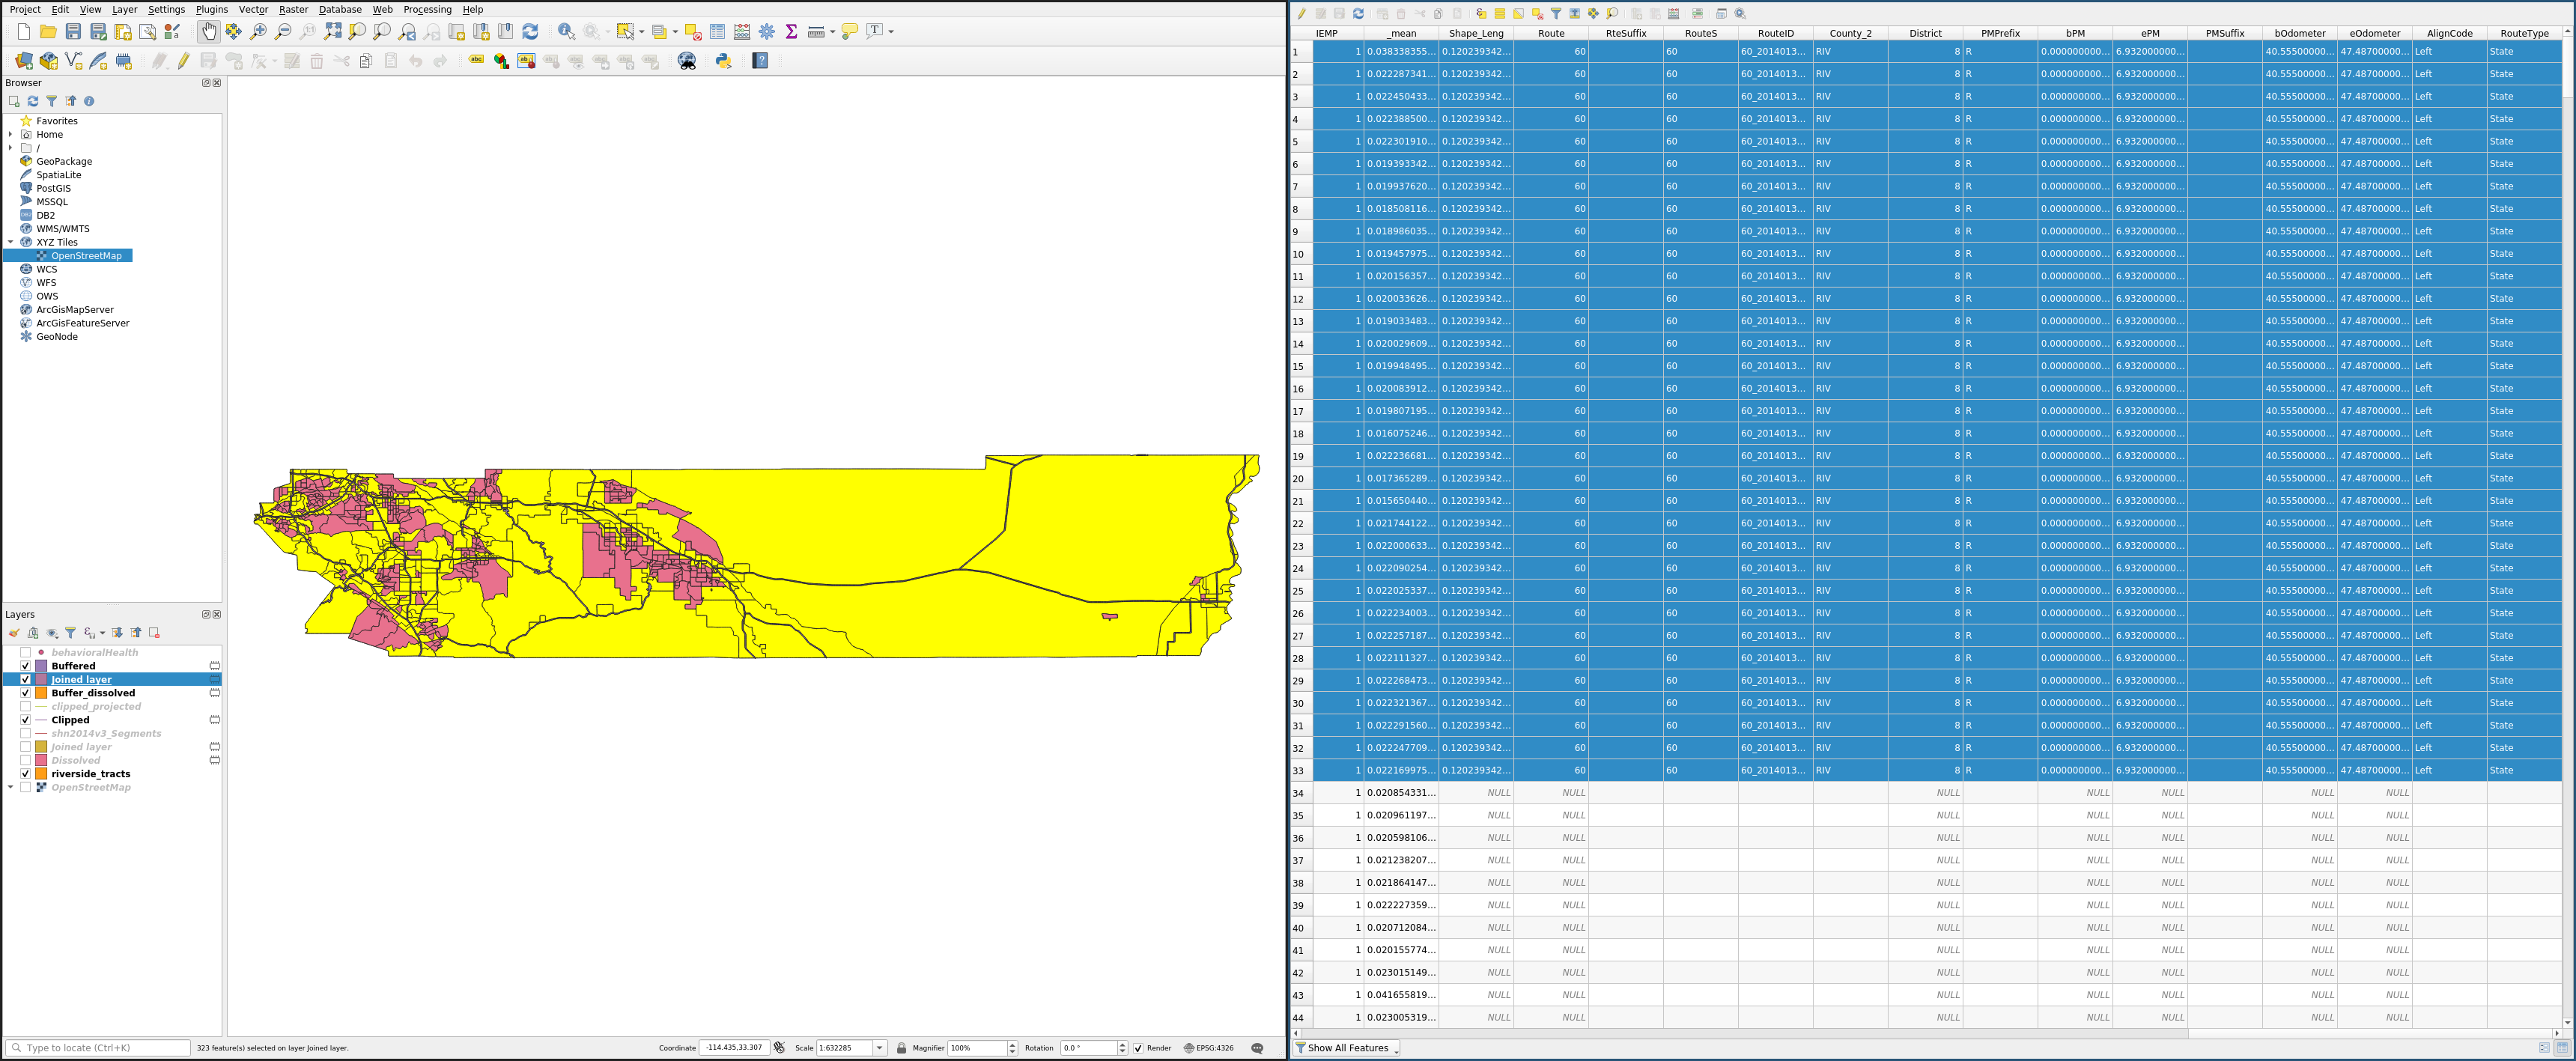 Project Edit View Layer Settings Plugins Vector Raster Database Web Processing Help
Browser
Favorites
Home
/
GeoPackage
SpatiaLite
PostGIS
MSSQL
DB2
WMS/WMTS
XYZ Tiles
OpenStreetMap
WCS
WFS
OWS
ArcGisMapServer
ArcGisFeatureServer
GeoNode
Layers
behavioralHealth
Buffered
Joined layer
Buffer_dissolved
clipped_projected
Clipped
shn2014v3_Segments
Joined layer
Dissolved
riverside_tracts
OpenStreetMap
Type to locate (Ctrl+K) 323 feature(s) selected on layer Joined layer. Coordinate -114.435,33.307 Scale 1:632285 Magnifier 100% Rotation 0.0 ° Render EPSG:4326
IEMP _mean Shape_Leng Route RteSuffix RouteS RouteID County_2 District PMPrefix bPM ePM PMSuffix bOdometer eOdometer AlignCode RouteType
1 1 0.038338355... 0.120239342... 60 60 60_2014013... RIV 8 R 0.000000000... 6.932000000... 40.55500000... 47.48700000... Left State
2 1 0.022287341... 0.120239342... 60 60 60_2014013... RIV 8 R 0.000000000... 6.932000000... 40.55500000... 47.48700000... Left State
3 1 0.022450433... 0.120239342... 60 60 60_2014013... RIV 8 R 0.000000000... 6.932000000... 40.55500000... 47.48700000... Left State
4 1 0.022388500... 0.120239342... 60 60 60_2014013... RIV 8 R 0.000000000... 6.932000000... 40.55500000... 47.48700000... Left State
5 1 0.022301910... 0.120239342... 60 60 60_2014013... RIV 8 R 0.000000000... 6.932000000... 40.55500000... 47.48700000... Left State
6 1 0.019393342... 0.120239342... 60 60 60_2014013... RIV 8 R 0.000000000... 6.932000000... 40.55500000... 47.48700000... Left State
7 1 0.019937620... 0.120239342... 60 60 60_2014013... RIV 8 R 0.000000000... 6.932000000... 40.55500000... 47.48700000... Left State
8 1 0.018508116... 0.120239342... 60 60 60_2014013... RIV 8 R 0.000000000... 6.932000000... 40.55500000... 47.48700000... Left State
9 1 0.018986035... 0.120239342... 60 60 60_2014013... RIV 8 R 0.000000000... 6.932000000... 40.55500000... 47.48700000... Left State
10 1 0.019457975... 0.120239342... 60 60 60_2014013... RIV 8 R 0.000000000... 6.932000000... 40.55500000... 47.48700000... Left State
11 1 0.020156357... 0.120239342... 60 60 60_2014013... RIV 8 R 0.000000000... 6.932000000... 40.55500000... 47.48700000... Left State
12 1 0.020033626... 0.120239342... 60 60 60_2014013... RIV 8 R 0.000000000... 6.932000000... 40.55500000... 47.48700000... Left State
13 1 0.019033483... 0.120239342... 60 60 60_2014013... RIV 8 R 0.000000000... 6.932000000... 40.55500000... 47.48700000... Left State
14 1 0.020029609... 0.120239342... 60 60 60_2014013... RIV 8 R 0.000000000... 6.932000000... 40.55500000... 47.48700000... Left State
15 1 0.019948495... 0.120239342... 60 60 60_2014013... RIV 8 R 0.000000000... 6.932000000... 40.55500000... 47.48700000... Left State
16 1 0.020083912... 0.120239342... 60 60 60_2014013... RIV 8 R 0.000000000... 6.932000000... 40.55500000... 47.48700000... Left State
17 1 0.019807195... 0.120239342... 60 60 60_2014013... RIV 8 R 0.000000000... 6.932000000... 40.55500000... 47.48700000... Left State
18 1 0.016075246... 0.120239342... 60 60 60_2014013... RIV 8 R 0.000000000... 6.932000000... 40.55500000... 47.48700000... Left State
19 1 0.022236681... 0.120239342... 60 60 60_2014013... RIV 8 R 0.000000000... 6.932000000... 40.55500000... 47.48700000... Left State
20 1 0.017365289... 0.120239342... 60 60 60_2014013... RIV 8 R 0.000000000... 6.932000000... 40.55500000... 47.48700000... Left State
21 1 0.015650440... 0.120239342... 60 60 60_2014013... RIV 8 R 0.000000000... 6.932000000... 40.55500000... 47.48700000... Left State
22 1 0.021744122... 0.120239342... 60 60 60_2014013... RIV 8 R 0.000000000... 6.932000000... 40.55500000... 47.48700000... Left State
23 1 0.022000633... 0.120239342... 60 60 60_2014013... RIV 8 R 0.000000000... 6.932000000... 40.55500000... 47.48700000... Left State
24 1 0.022090254... 0.120239342... 60 60 60_2014013... RIV 8 R 0.000000000... 6.932000000... 40.55500000... 47.48700000... Left State
25 1 0.022025337... 0.120239342... 60 60 60_2014013... RIV 8 R 0.000000000... 6.932000000... 40.55500000... 47.48700000... Left State
26 1 0.022234003... 0.120239342... 60 60 60_2014013... RIV 8 R 0.000000000... 6.932000000... 40.55500000... 47.48700000... Left State
27 1 0.022257187... 0.120239342... 60 60 60_2014013... RIV 8 R 0.000000000... 6.932000000... 40.55500000... 47.48700000... Left State
28 1 0.022111327... 0.120239342... 60 60 60_2014013... RIV 8 R 0.000000000... 6.932000000... 40.55500000... 47.48700000... Left State
29 1 0.022268473... 0.120239342... 60 60 60_2014013... RIV 8 R 0.000000000... 6.932000000... 40.55500000... 47.48700000... Left State
30 1 0.022321367... 0.120239342... 60 60 60_2014013... RIV 8 R 0.000000000... 6.932000000... 40.55500000... 47.48700000... Left State
31 1 0.022291560... 0.120239342... 60 60 60_2014013... RIV 8 R 0.000000000... 6.932000000... 40.55500000... 47.48700000... Left State
32 1 0.022247709... 0.120239342... 60 60 60_2014013... RIV 8 R 0.000000000... 6.932000000... 40.55500000... 47.48700000... Left State
33 1 0.022169975... 0.120239342... 60 60 60_2014013... RIV 8 R 0.000000000... 6.932000000... 40.55500000... 47.48700000... Left State
34 1 0.020854331... NULL NULL NULL NULL NULL NULL NULL
35 1 0.020961197... NULL NULL NULL NULL NULL NULL NULL
36 1 0.020598106... NULL NULL NULL NULL NULL NULL NULL
37 1 0.021238207... NULL NULL NULL NULL NULL NULL NULL
38 1 0.021864147... NULL NULL NULL NULL NULL NULL NULL
39 1 0.022227359... NULL NULL NULL NULL NULL NULL NULL
40 1 0.020712084... NULL NULL NULL NULL NULL NULL NULL
41 1 0.020155774... NULL NULL NULL NULL NULL NULL NULL
42 1 0.023015149... NULL NULL NULL NULL NULL NULL NULL
43 1 0.041655819... NULL NULL NULL NULL NULL NULL NULL
44 1 0.023005319... NULL NULL NULL NULL NULL NULL NULL
Show All Features